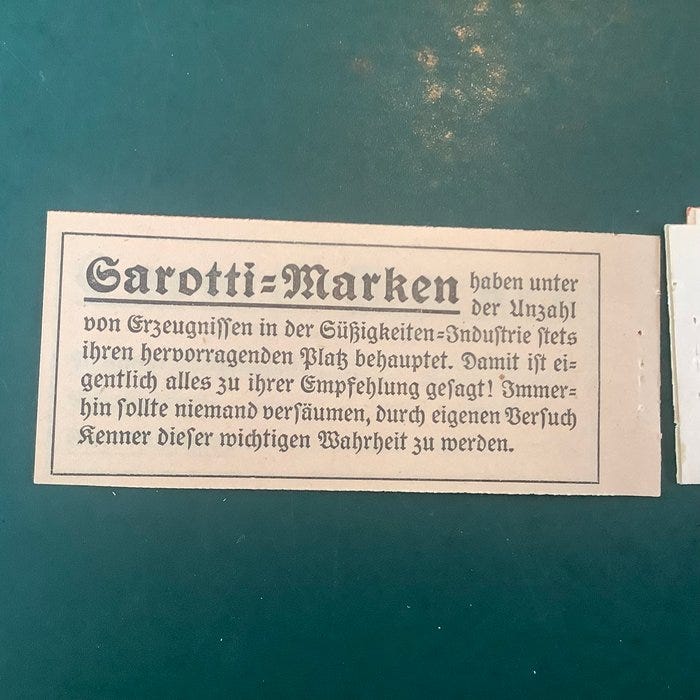 Sarotti-Marken haben unter
der Unzahl
von Erzeugnissen in der Süßigkeiten-Industrie stets
ihren hervorragenden Platz behauptet. Damit ist ei-
gentlich alles zu ihrer Empfehlung gesagt! Immer-
hin sollte niemand versäumen, durch eigenen Versuch
Kenner dieser wichtigen Wahrheit zu werden.